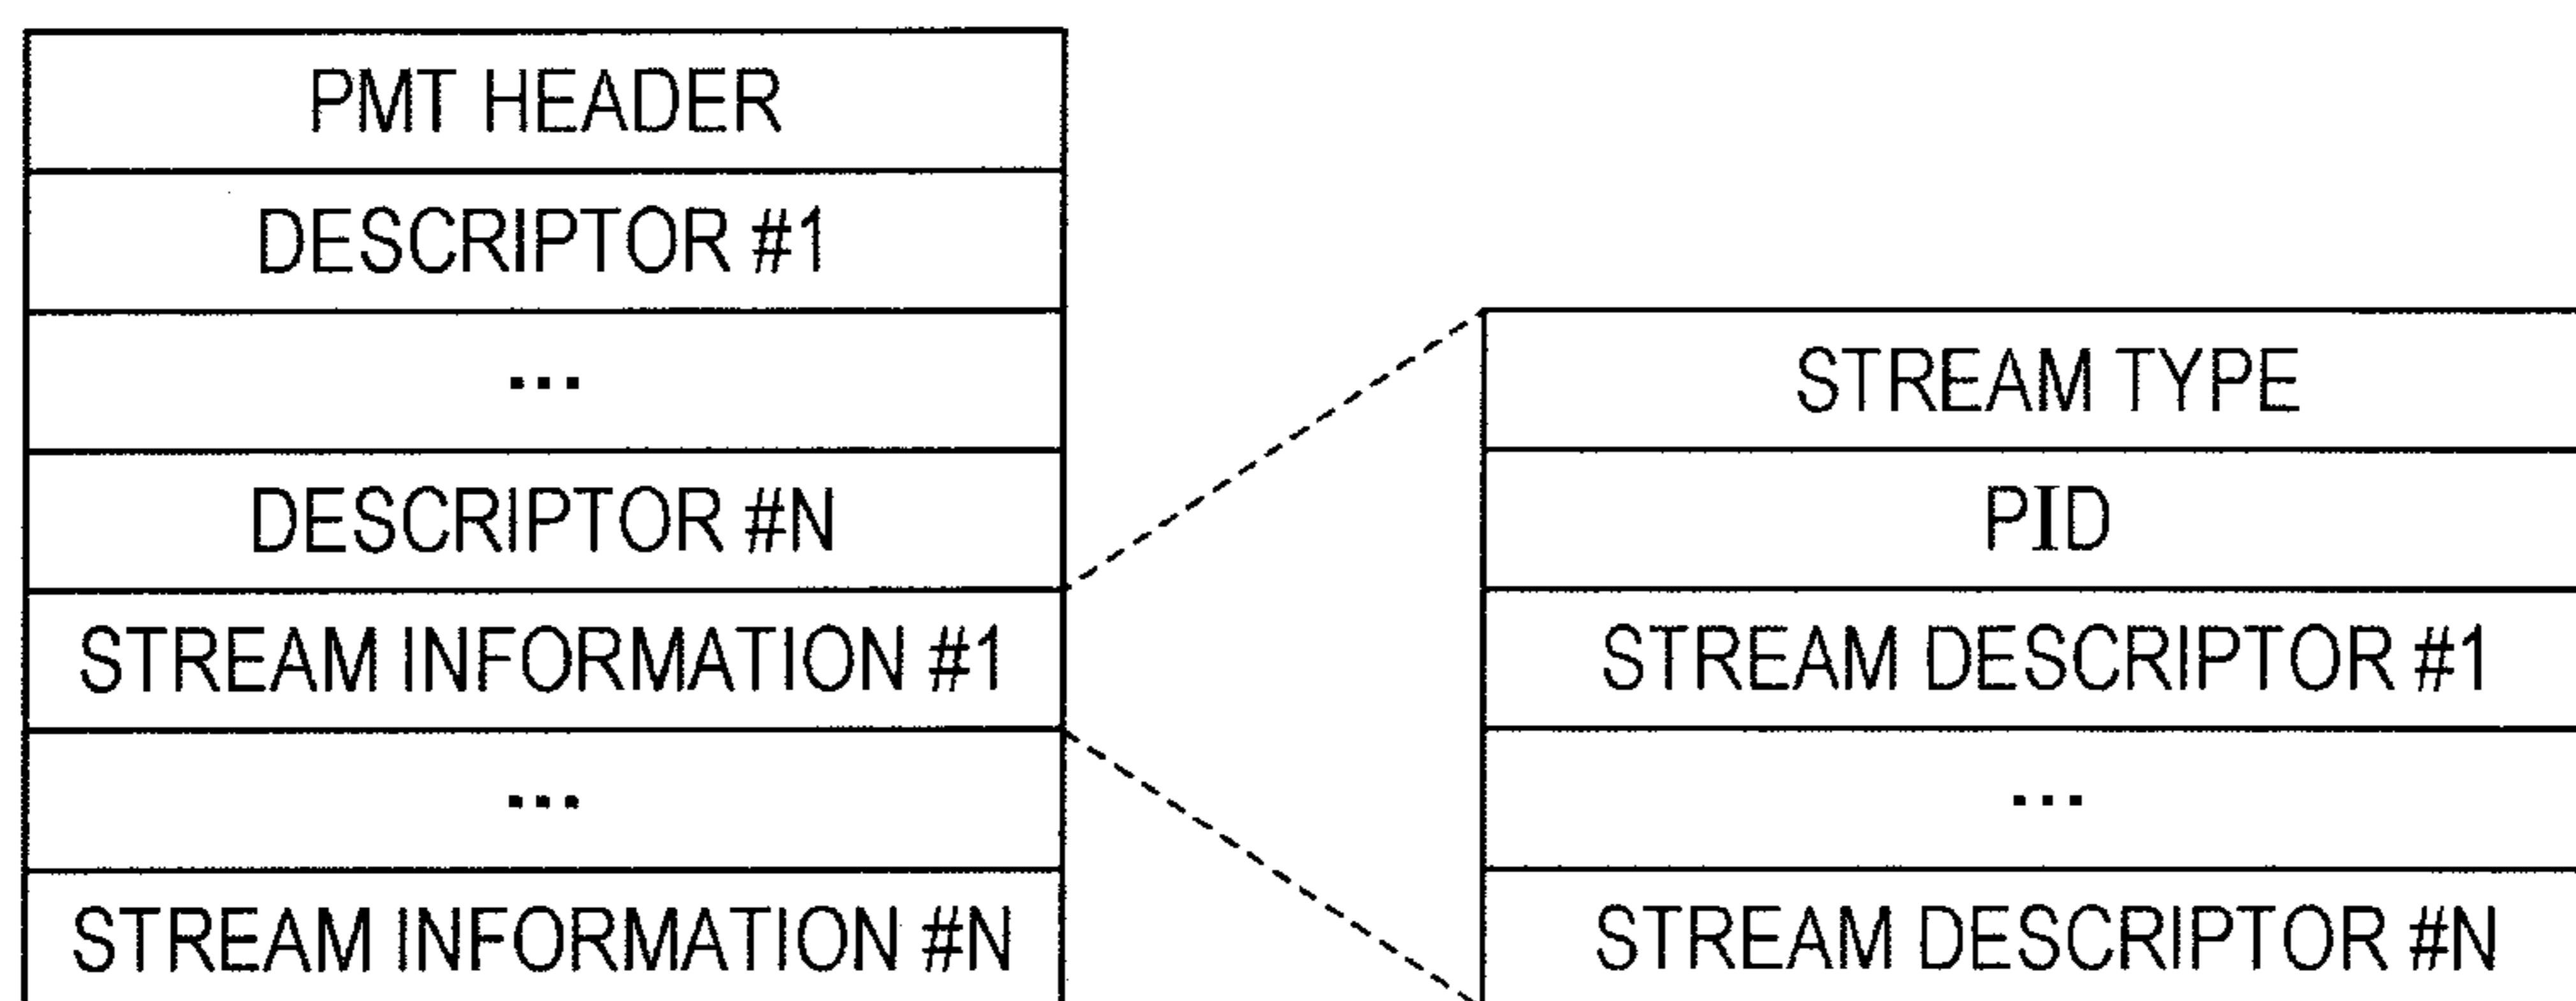 PMT HEADER
DESCRIPTOR #1
...
DESCRIPTOR #N
STREAM INFORMATION #1
...
STREAM INFORMATION #N
STREAM TYPE
PID
STREAM DESCRIPTOR #1
...
STREAM DESCRIPTOR #N